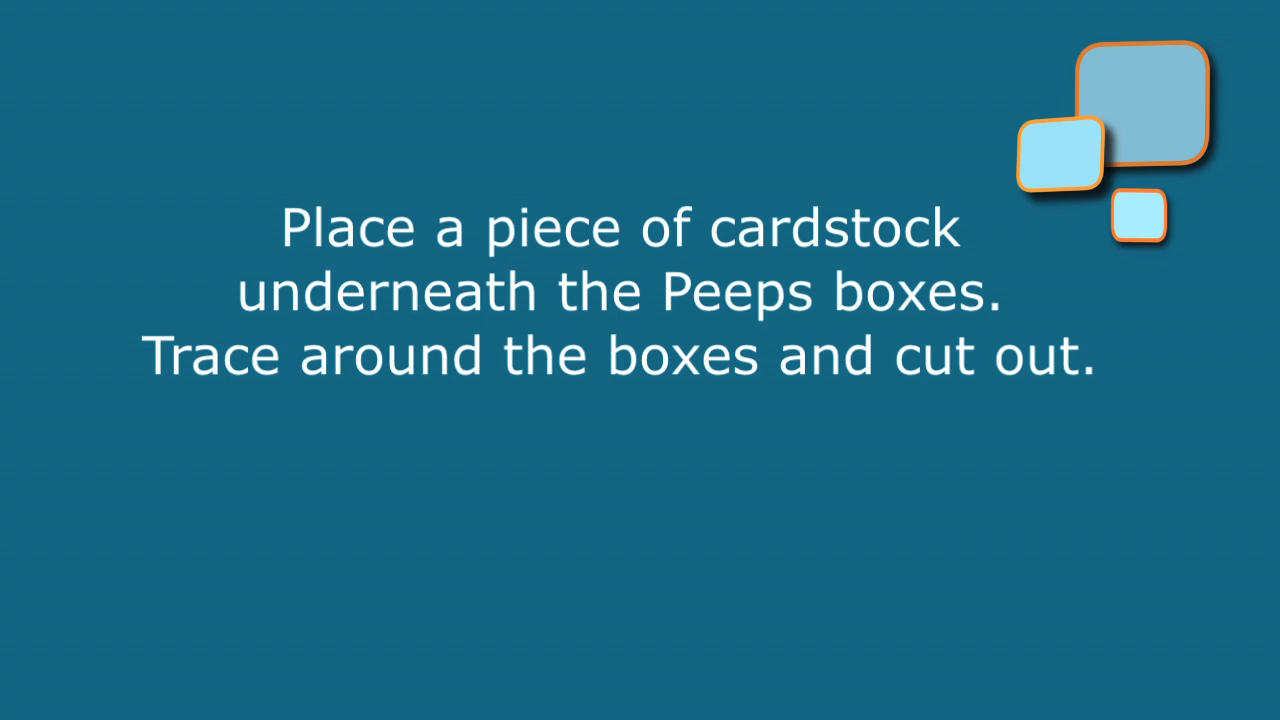 Place a piece of cardstock
underneath the Peeps boxes.
Trace around the boxes and cut out.